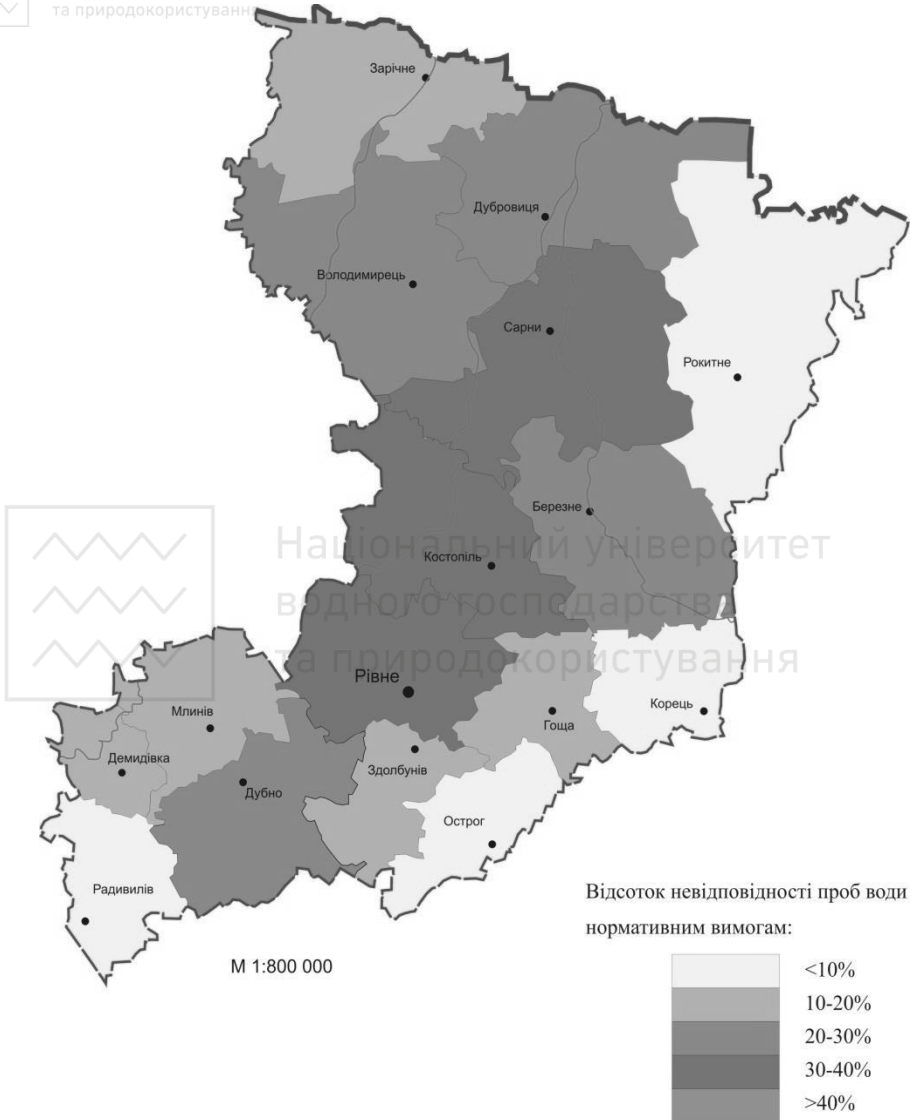 та природокористування
Зарічне
Дубровиця
Володимирець
Сарни
Рокитне
Березне
Національний університет
Костопіль
водного господарства
та природокористування
Рівне
Корець
Млинів
Гоща
Демидівка
Здолбунів
Дубно
Острог
Радивилів
Відсоток невідповідності проб води
нормативним вимогам:
М 1:800 000
<10%
10-20%
20-30%
30-40%
>40%